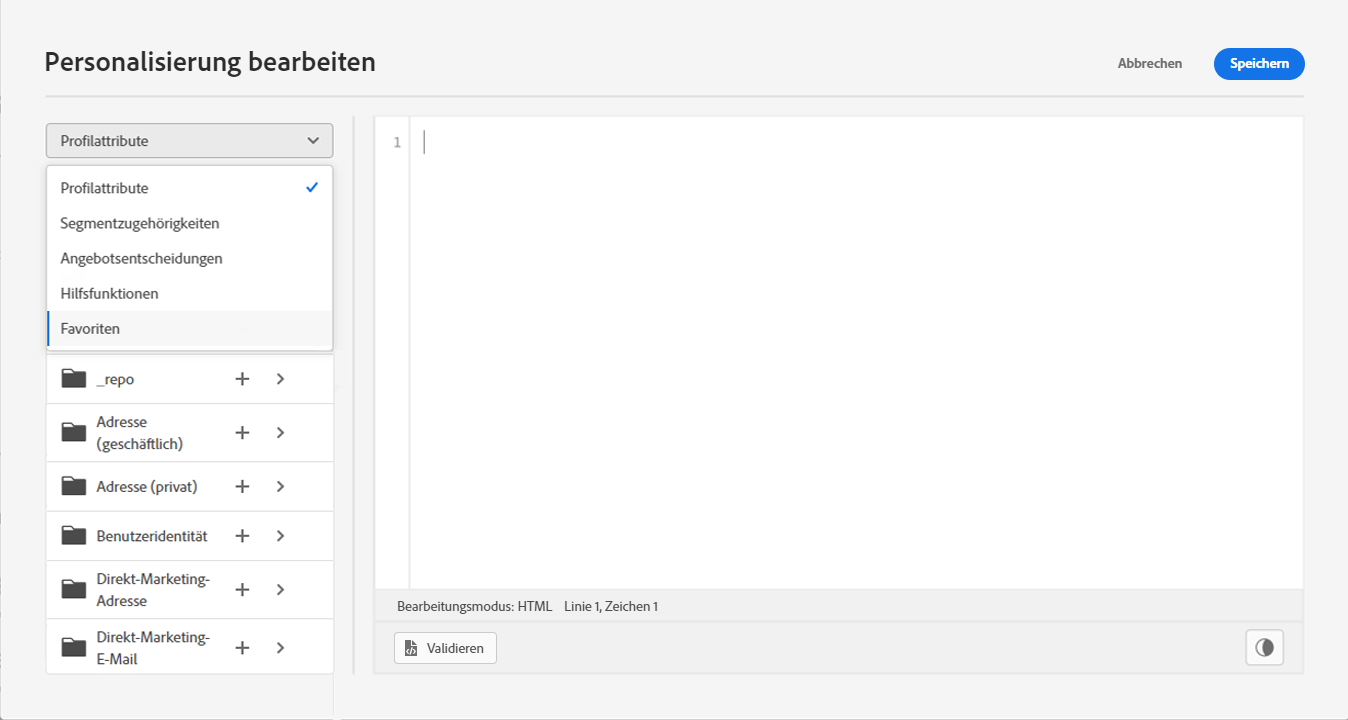 Personalisierung bearbeiten
Abbrechen
Speichern
Profilattribute
Profilattribute
Segmentzugehörigkeiten
Angebotsentscheidungen
Hilfsfunktionen
Favoriten
_repo
Adresse
(geschäftlich)
Adresse (privat)
Benutzeridentität
Direkt-Marketing-
Adresse
Direkt-Marketing-
E-Mail
1
Bearbeitungsmodus: HTML Linie 1, Zeichen 1
Validieren